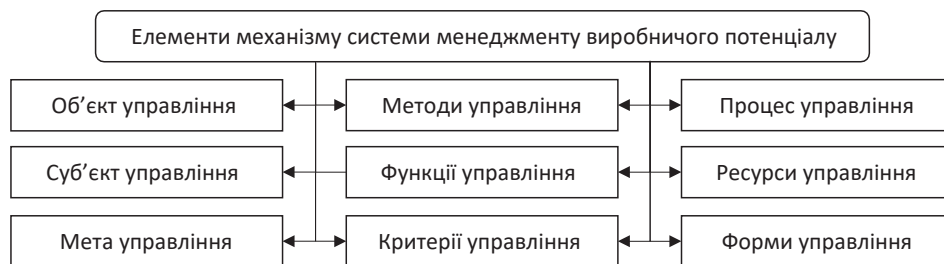 Елементи механізму системи менеджменту виробничого потенціалу
Об’єкт управління
Методи управління
Процес управління
Суб’єкт управління
Функції управління
Ресурси управління
Мета управління
Критерії управління
Форми управління